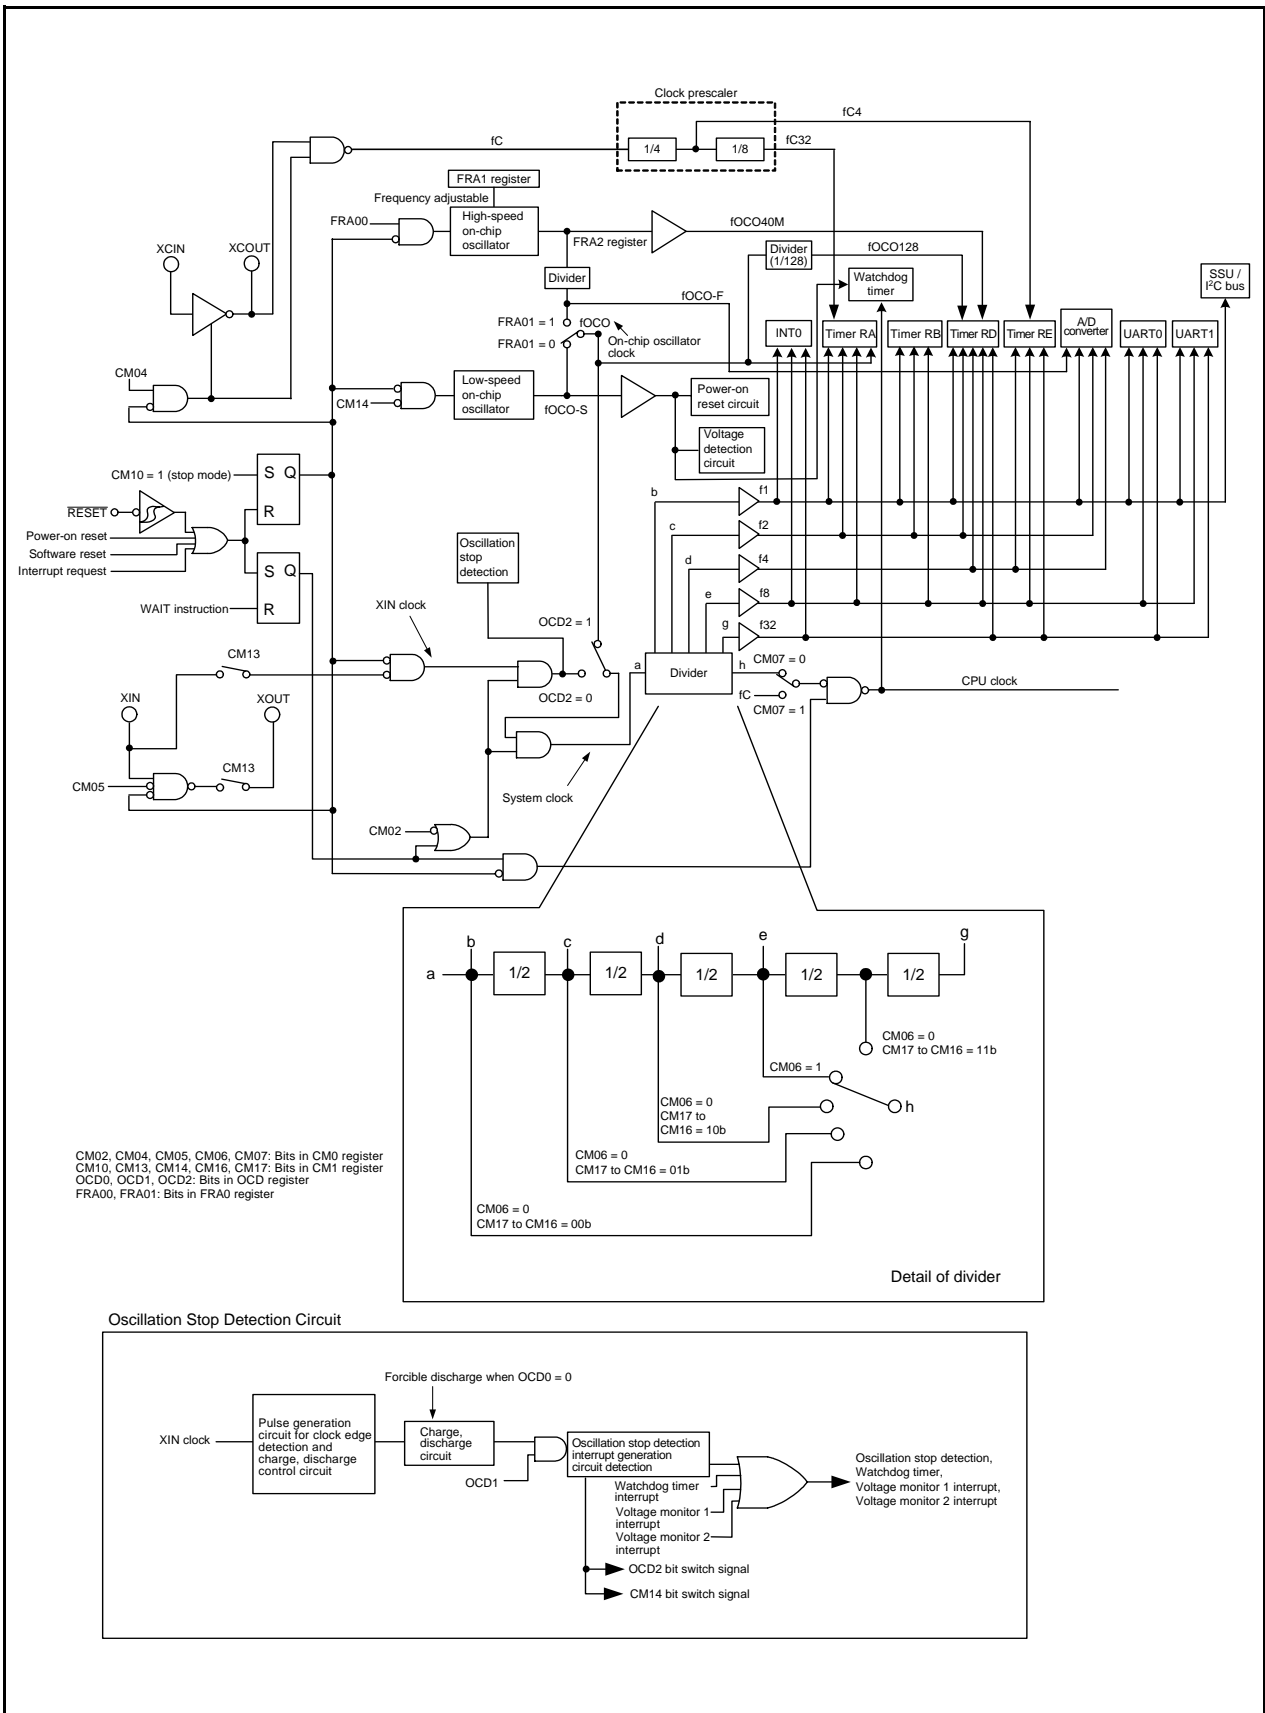 Clock prescaler
fC4
fC
1/4
1/8
fC32
FRA1 register
Frequency adjustable
FRA00
High-speed
on-chip
oscillator
FRA2 register
fOCO40M
XCIN
XCOUT
Divider
(1/128)
fOCO128
Divider
Watchdog
timer
SSU /
I²C bus
fOCO-F
FRA01 = 1
fOCO
FRA01 = 0
On-chip oscillator
clock
INT0
Timer RA
Timer RB
Timer RD
Timer RE
A/D
converter
UART0
UART1
CM04
CM14
Low-speed
on-chip
oscillator
fOCO-S
Power-on
reset circuit
Voltage
detection
circuit
CM10 = 1 (stop mode)
S Q
R
RESET
Power-on reset
Software reset
Interrupt request
S Q
R
WAIT instruction
b
f1
c
f2
d
f4
e
f8
g
f32
Oscillation
stop
detection
XIN clock
OCD2 = 1
OCD2 = 0
CM13
a
Divider
h
CM07 = 0
fC
CM07 = 1
CPU clock
XIN
XOUT
CM13
CM05
System clock
CM02
a
b
1/2
c
1/2
d
1/2
e
1/2
1/2
g
CM06 = 0
CM17 to CM16 = 11b
CM06 = 1
h
CM06 = 0
CM17 to
CM16 = 10b
CM06 = 0
CM17 to CM16 = 01b
CM06 = 0
CM17 to CM16 = 00b
Detail of divider
CM02, CM04, CM05, CM06, CM07: Bits in CM0 register
CM10, CM13, CM14, CM16, CM17: Bits in CM1 register
OCD0, OCD1, OCD2: Bits in OCD register
FRA00, FRA01: Bits in FRA0 register
Oscillation Stop Detection Circuit
Forcible discharge when OCD0 = 0
XIN clock
Pulse generation
circuit for clock edge
detection and
charge, discharge
control circuit
Charge,
discharge
circuit
OCD1
Oscillation stop detection
interrupt generation
circuit detection
Watchdog timer
interrupt
Voltage monitor 1
interrupt
Voltage monitor 2
interrupt
Oscillation stop detection,
Watchdog timer,
Voltage monitor 1 interrupt,
Voltage monitor 2 interrupt
OCD2 bit switch signal
CM14 bit switch signal